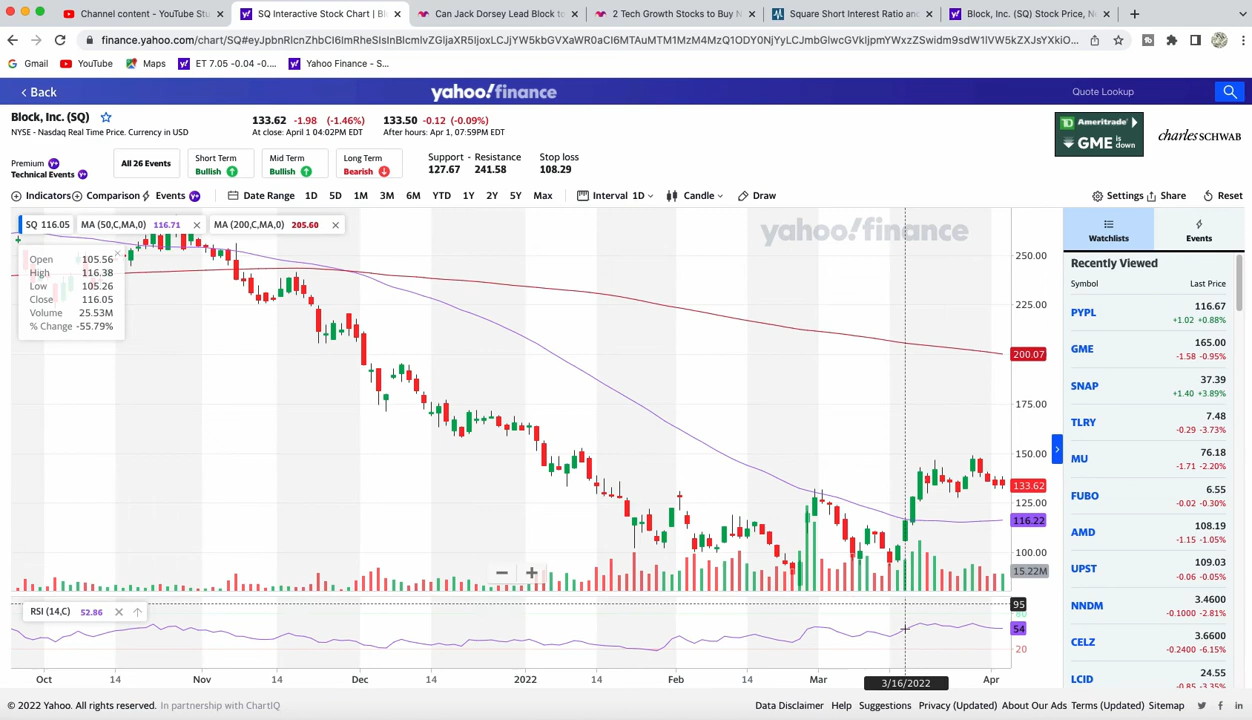 Channel content - YouTube Stu
SQ Interactive Stock Chart | Bl
Can Jack Dorsey Lead Block to
2 Tech Growth Stocks to Buy N
Square Short Interest Ratio and
Block, Inc. (SQ) Stock Price, Ne
Gmail YouTube Maps ET 7.05 -0.04 -0.... Yahoo Finance - S...
Back
yahoo!finance
Quote Lookup
Block, Inc. (SQ)
NYSE - Nasdaq Real Time Price. Currency in USD
133.62 -1.98 (-1.46%)
At close: April 1 04:02PM EDT
133.50 -0.12 (-0.09%)
After hours: Apr 1, 07:59PM EDT
Ameritrade
GME is down
charles SCHWAB
Premium Y+
Technical Events Y+
All 26 Events
Short Term
Bullish
Mid Term
Bullish
Long Term
Bearish
Support - Resistance
127.67 241.58
Stop loss
108.29
Indicators Comparison Events Y+ Date Range 1D 5D 1M 3M 6M YTD 1Y 2Y 5Y Max Interval 1D Candle Draw Settings Share Reset
SQ 116.05 MA (50,C,MA,0) 116.71 MA (200,C,MA,0) 205.60
yahoo!finance
Open 105.56
High 116.38
Low 105.26
Close 116.05
Volume 25.53M
% Change -55.79%
250.00
225.00
200.07
175.00
150.00
133.62
125.00
116.22
100.00
15.22M
RSI (14,C) 52.86
95
80
54
20
Oct 14 Nov 14 Dec 14 2022 14 Feb 14 Mar 3/16/2022 Apr
Watchlists
Events
Recently Viewed
Symbol Last Price
PYPL 116.67
+1.02 +0.88%
GME 165.00
-1.58 -0.95%
SNAP 37.39
+1.40 +3.89%
TLRY 7.48
-0.29 -3.73%
MU 76.18
-1.71 -2.20%
FUBO 6.55
-0.02 -0.30%
AMD 108.19
-1.15 -1.05%
UPST 109.03
-0.06 -0.05%
NNDM 3.4600
-0.1000 -2.81%
CELZ 3.6600
-0.2400 -6.15%
LCID 24.55
-0.85 -3.35%
© 2022 Yahoo. All rights reserved. In partnership with ChartIQ
Data Disclaimer Help Suggestions Privacy (Updated) About Our Ads Terms (Updated) Sitemap